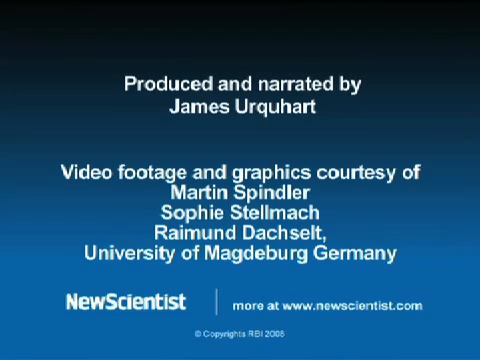 Produced and narrated by
James Urquhart
Video footage and graphics courtesy of
Martin Spindler
Sophie Stellmach
Raimund Dachselt,
University of Magdeburg Germany
NewScientist | more at www.newscientist.com
© Copyrights RBI 2008